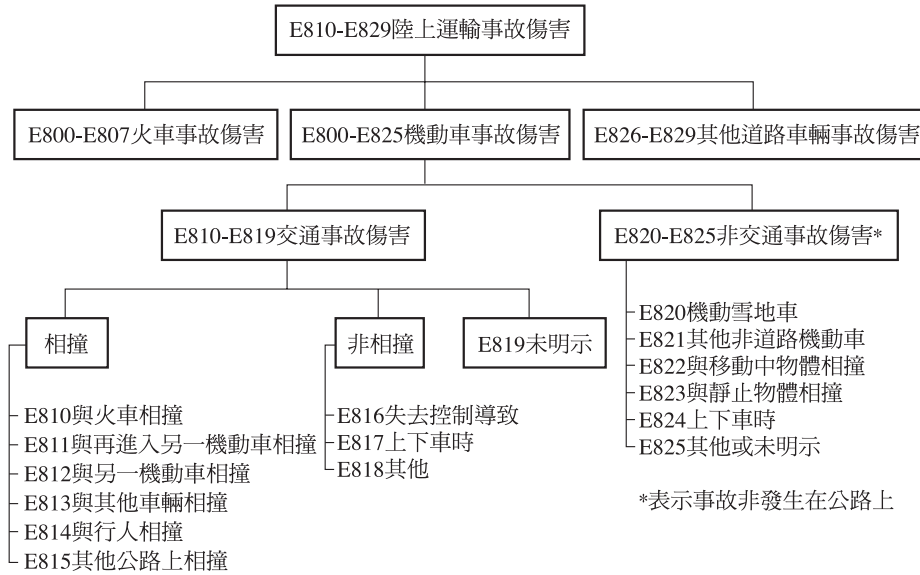 E810-E829陸上運輸事故傷害
E800-E807火車事故傷害
E800-E825機動車事故傷害
E826-E829其他道路車輛事故傷害
E810-E819交通事故傷害
E820-E825非交通事故傷害*
相撞
非相撞
E819未明示
E810與火車相撞
E811與再進入另一機動車相撞
E812與另一機動車相撞
E813與其他車輛相撞
E814與行人相撞
E815其他公路上相撞
E816失去控制導致
E817上下車時
E818其他
E820機動雪地車
E821其他非道路機動車
E822與移動中物體相撞
E823與靜止物體相撞
E824上下車時
E825其他或未明示
*表示事故非發生在公路上